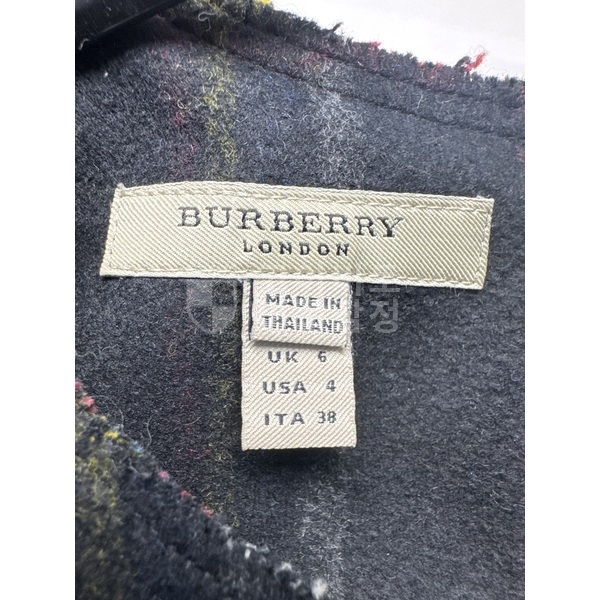 BURBERRY
LONDON
MADE IN
THAILAND
UK 6
USA 4
ITA 38